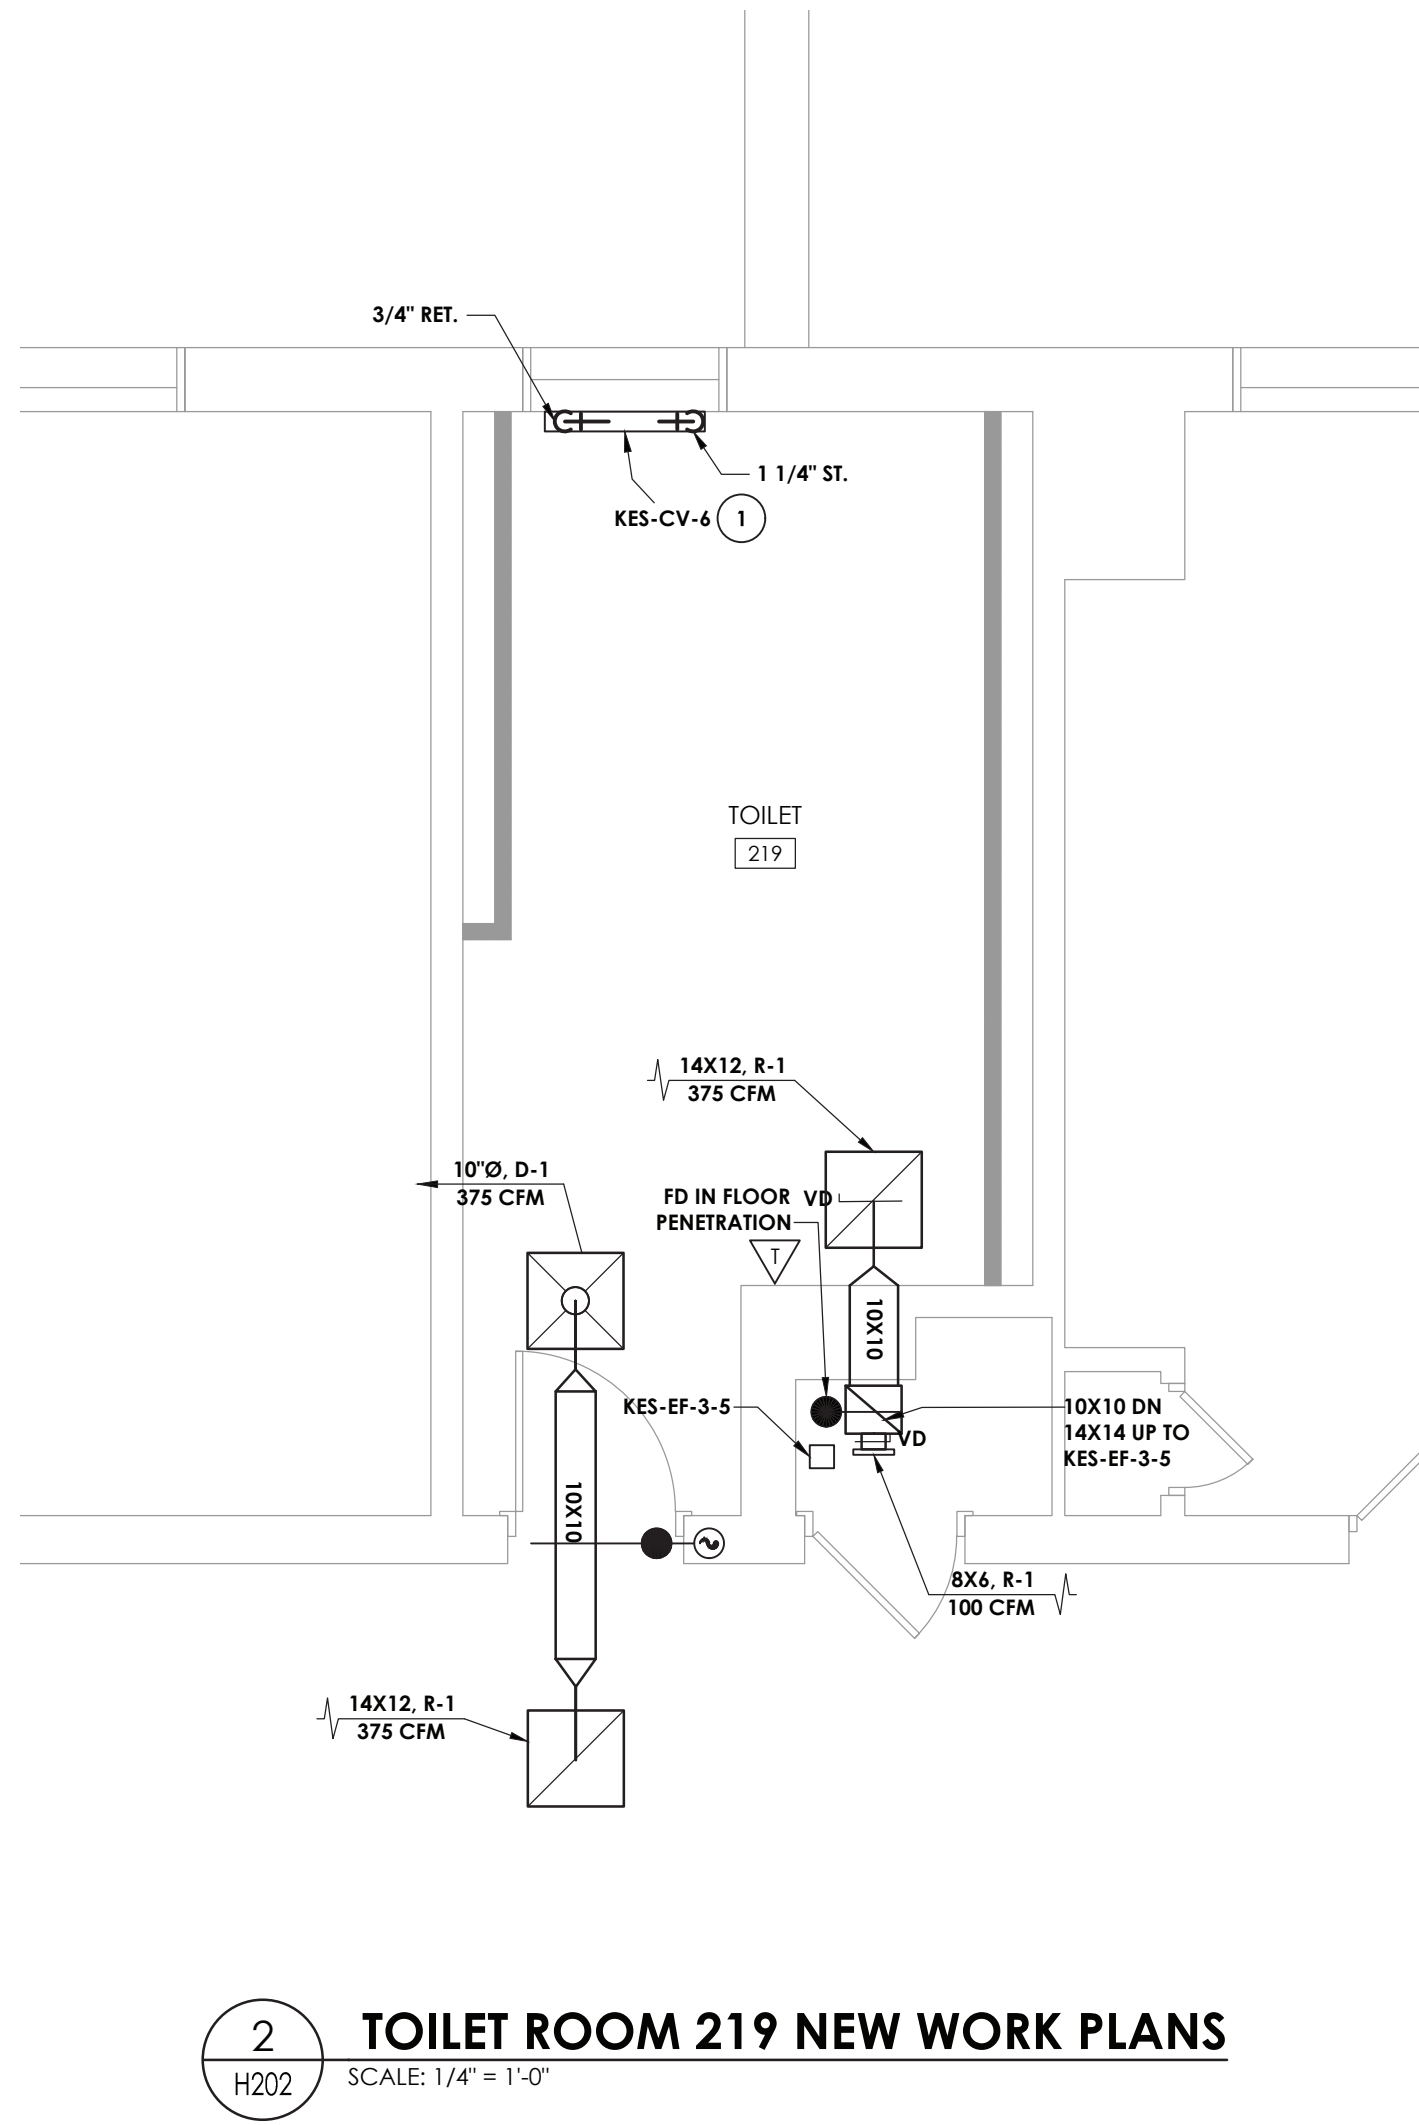 3/4" RET.
1 1/4" ST.
KES-CV-6
1
TOILET
219
14X12, R-1
375 CFM
10"Ø, D-1
375 CFM
FD IN FLOOR
PENETRATION
VD
T
10X10
KES-EF-3-5
10X10 DN
14X14 UP TO
KES-EF-3-5
VD
10X10
8X6, R-1
100 CFM
14X12, R-1
375 CFM
2
H202
TOILET ROOM 219 NEW WORK PLANS
SCALE: 1/4" = 1'-0"